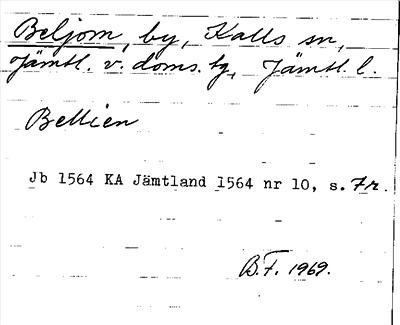 Beljom, by, Kalls sn,
Jämtl. v. doms. tg, Jämtl. l.
Bellien
Jb 1564 KA Jämtland 1564 nr 10, s. 7r.
B.F. 1969.